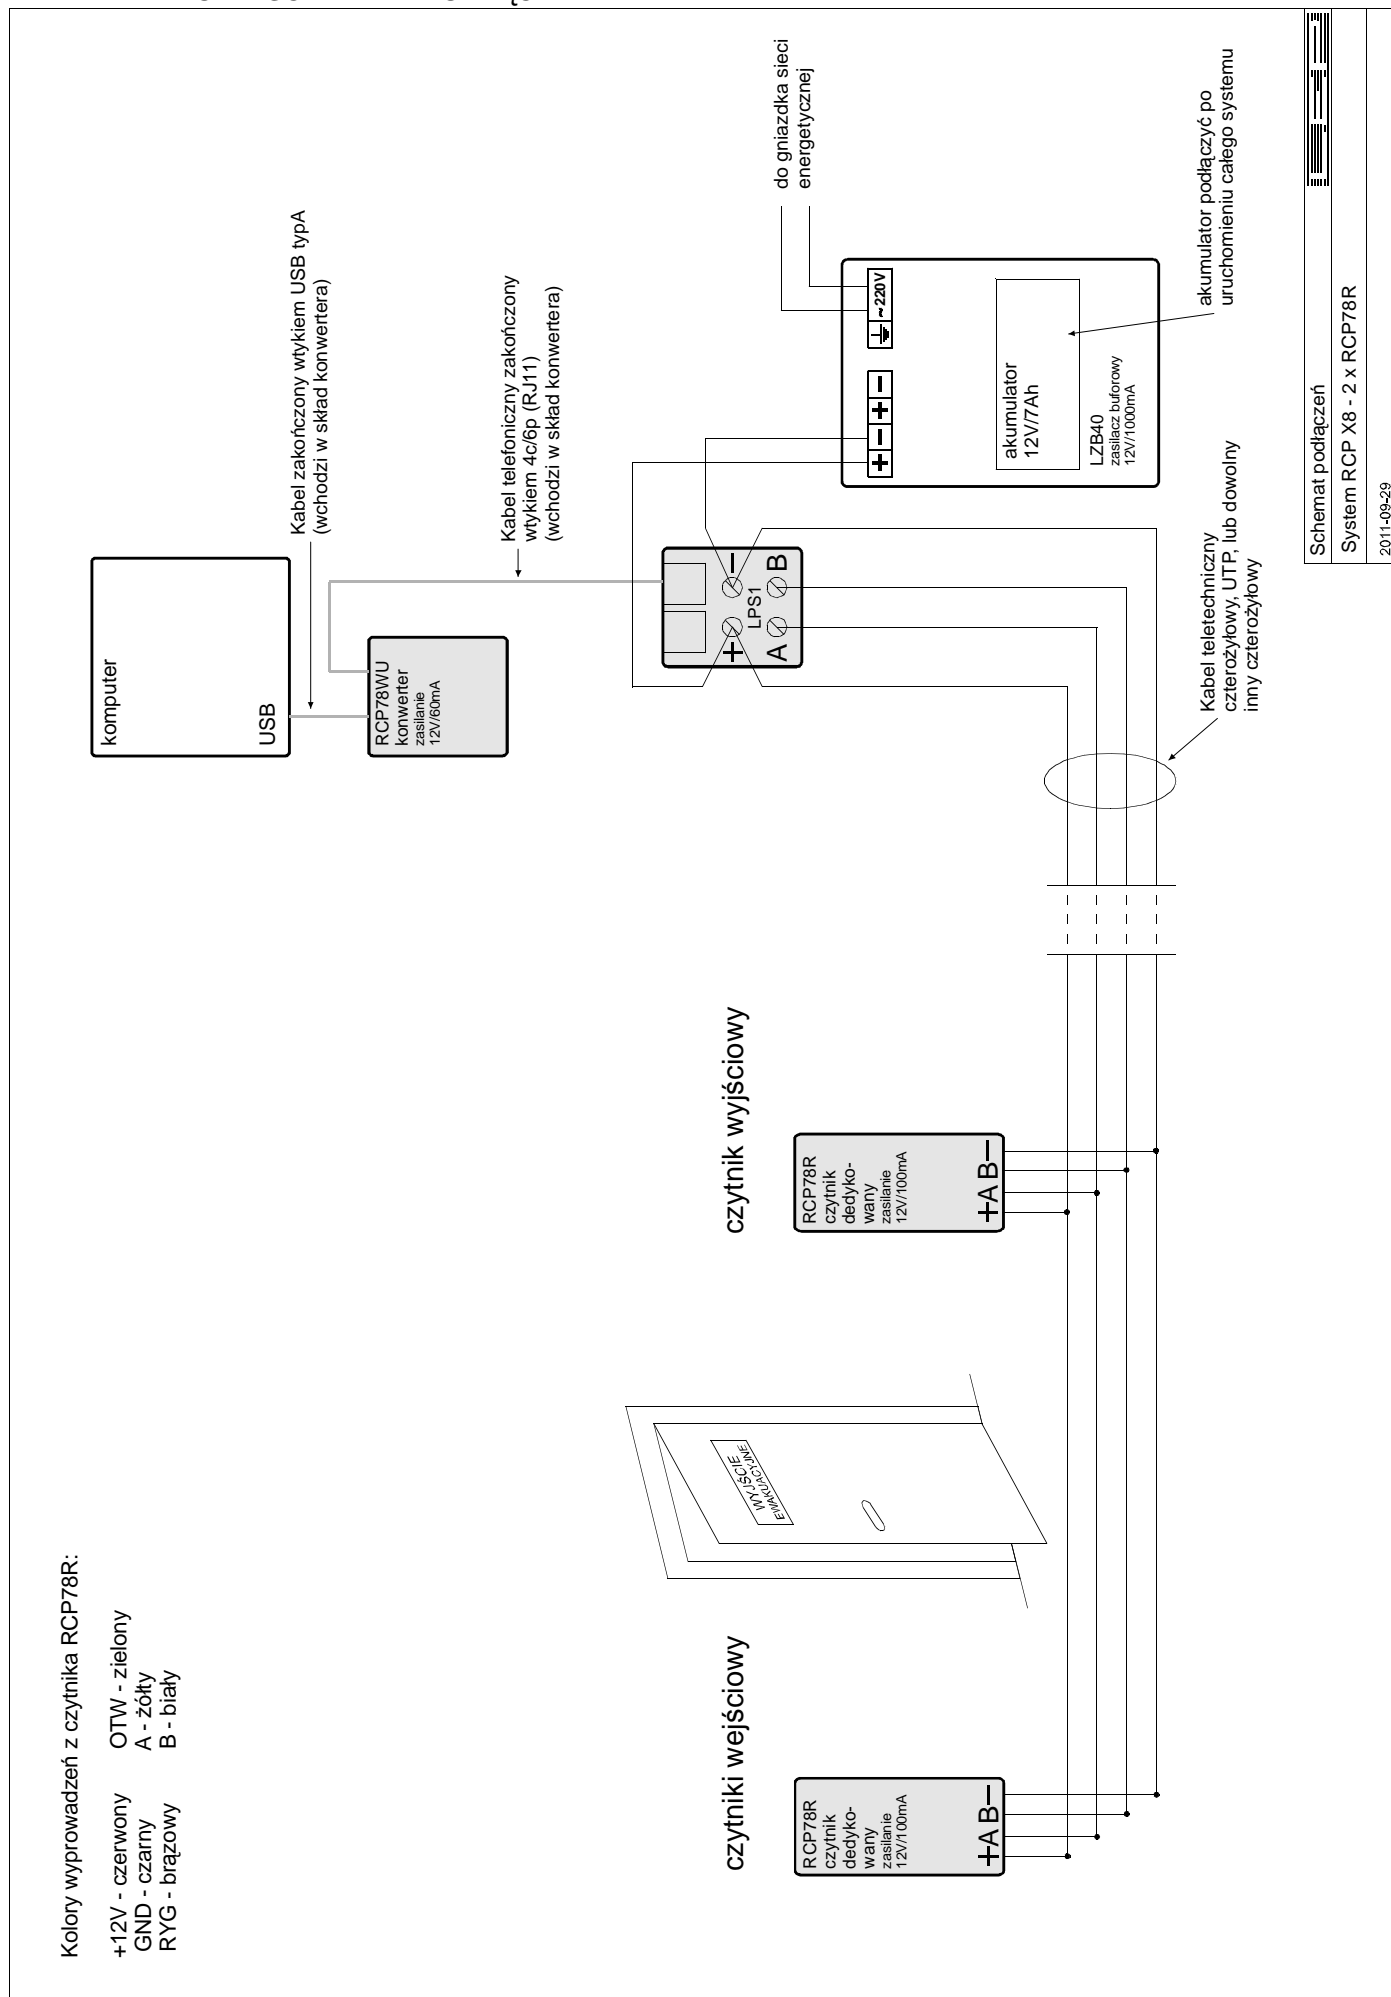 Kolory wyprowadzeń z czytnika RCP78R:
+12V - czerwony
GND - czarny
RYG - brązowy
OTW - zielony
A - żółty
B - biały
komputer
USB
Kabel zakończony wtykiem USB typA
(wchodzi w skład konwertera)
RCP78WU
konwerter
zasilanie
12V/60mA
Kabel telefoniczny zakończony
wtykiem 4c/6p (RJ11)
(wchodzi w skład konwertera)
czytniki wejściowy
RCP78R
czytnik
dedyko-
wany
zasilanie
12V/100mA
+AB−
WYJŚCIE
EWAKUACYJNE
czytnik wyjściowy
RCP78R
czytnik
dedyko-
wany
zasilanie
12V/100mA
+AB−
+ −
LPS1
A B
do gniazdka sieci
energetycznej
+ − + −
~220V
akumulator
12V/7Ah
LZB40
zasilacz buforowy
12V/1000mA
akumulator podłączyć po
uruchomieniu całego systemu
Kabel teletechniczny
czterożyłowy, UTP, lub dowolny
inny czterożyłowy
Schemat podłączeń
System RCP X8 - 2 x RCP78R
2011-09-29